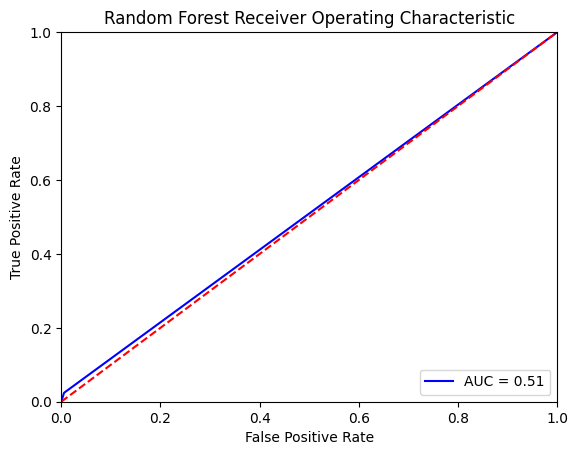 Random Forest Receiver Operating Characteristic
1.0
0.8
0.6
0.4
0.2
0.0
True Positive Rate
AUC = 0.51
0.0 0.2 0.4 0.6 0.8 1.0
False Positive Rate